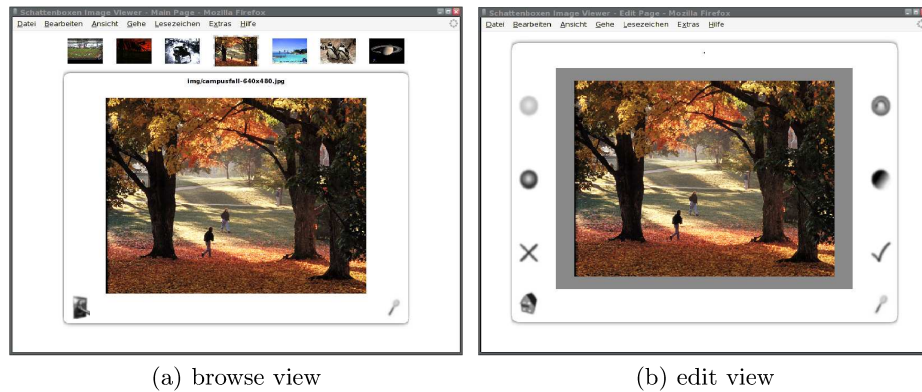 Schattenboxen Image Viewer - Main Page - Mozilla Firefox
Datei Bearbeiten Ansicht Gehe Lesezeichen Extras Hilfe
img/campusfall-640x480.jpg
(a) browse view
Schattenboxen Image Viewer - Edit Page - Mozilla Firefox
Datei Bearbeiten Ansicht Gehe Lesezeichen Extras Hilfe
(b) edit view